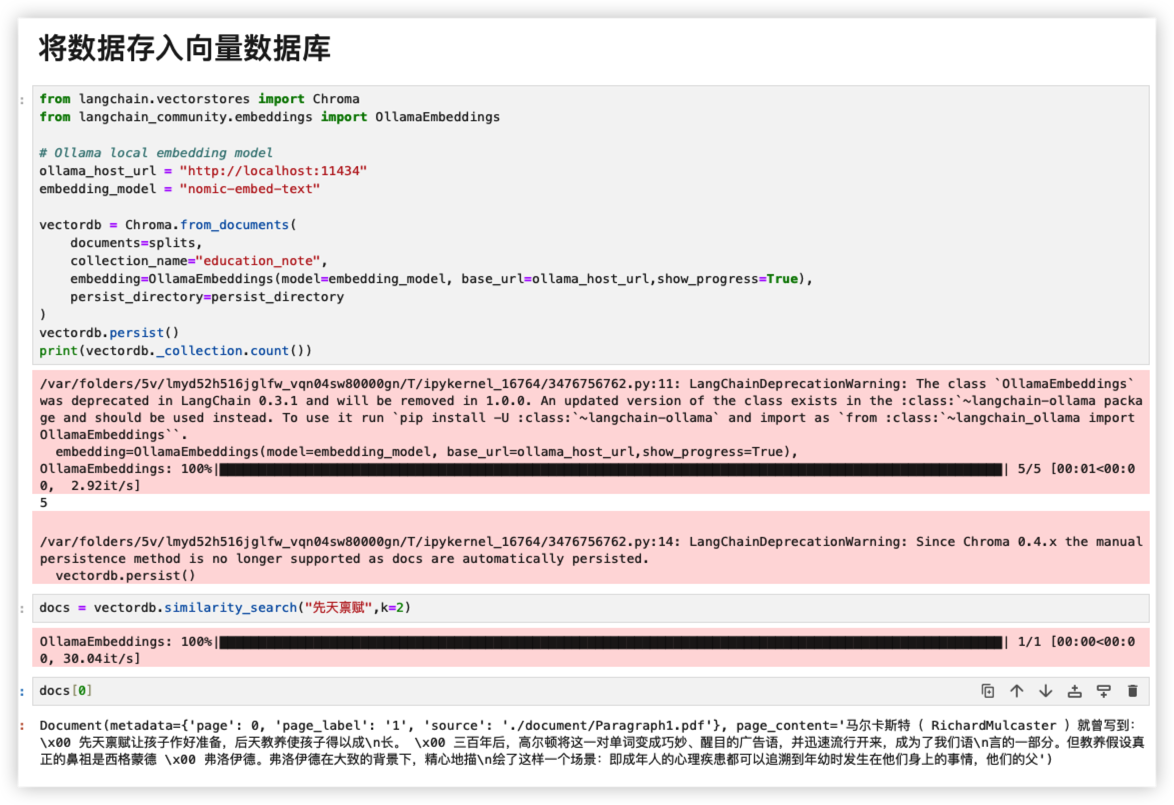 将数据存入向量数据库
:
from langchain.vectorstores import Chroma
from langchain_community.embeddings import OllamaEmbeddings
# Ollama local embedding model
ollama_host_url = "http://localhost:11434"
embedding_model = "nomic-embed-text"
vectordb = Chroma.from_documents(
    documents=splits,
    collection_name="education_note",
    embedding=OllamaEmbeddings(model=embedding_model, base_url=ollama_host_url,show_progress=True),
    persist_directory=persist_directory
)
vectordb.persist()
print(vectordb._collection.count())
/var/folders/5v/lmyd52h516jglfw_vqn04sw80000gn/T/ipykernel_16764/3476756762.py:11: LangChainDeprecationWarning: The class `OllamaEmbeddings`
was deprecated in LangChain 0.3.1 and will be removed in 1.0.0. An updated version of the class exists in the :class:`~langchain-ollama packa
ge and should be used instead. To use it run `pip install -U :class:`~langchain-ollama` and import as `from :class:`~langchain_ollama import
OllamaEmbeddings``.
  embedding=OllamaEmbeddings(model=embedding_model, base_url=ollama_host_url,show_progress=True),
OllamaEmbeddings: 100%|██████████| 5/5 [00:01<00:0
0,  2.92it/s]
5
/var/folders/5v/lmyd52h516jglfw_vqn04sw80000gn/T/ipykernel_16764/3476756762.py:14: LangChainDeprecationWarning: Since Chroma 0.4.x the manual
persistence method is no longer supported as docs are automatically persisted.
  vectordb.persist()
:
docs = vectordb.similarity_search("先天禀赋",k=2)
OllamaEmbeddings: 100%|██████████| 1/1 [00:00<00:0
0, 30.04it/s]
:
docs[0]
:
Document(metadata={'page': 0, 'page_label': '1', 'source': './document/Paragraph1.pdf'}, page_content='马尔卡斯特 ( RichardMulcaster ) 就曾写到：
\x00 先天禀赋让孩子作好准备，后天教养使孩子得以成\n长。 \x00 三百年后，高尔顿将这一对单词变成巧妙、醒目的广告语，并迅速流行开来，成为了我们语\n言的一部分。但教养假设真
正的鼻祖是西格蒙德 \x00 弗洛伊德。弗洛伊德在大致的背景下，精心地描\n绘了这样一个场景：即成年人的心理疾患都可以追溯到年幼时发生在他们身上的事情，他们的父')